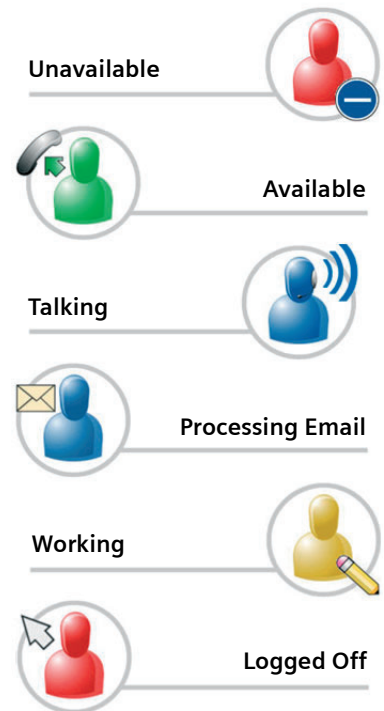 Unavailable
Available
Talking
Processing Email
Working
Logged Off